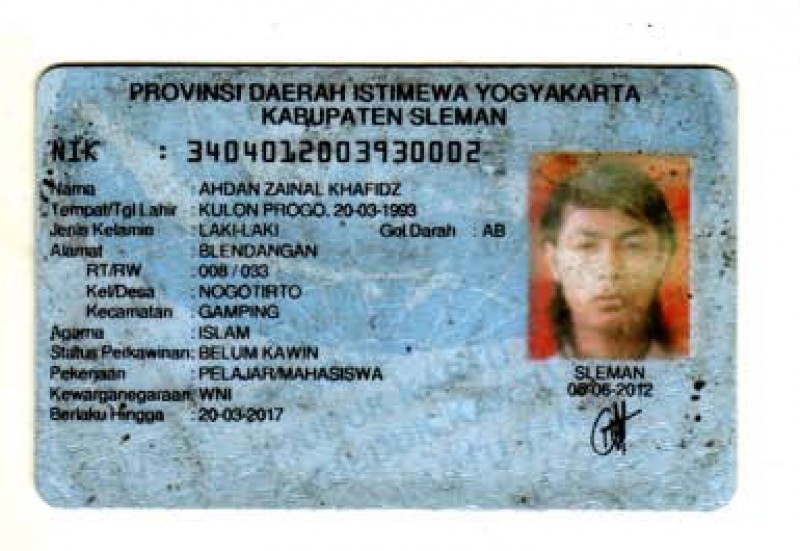 PROVINSI DAERAH ISTIMEWA YOGYAKARTA
KABUPATEN SLEMAN
NIK : 3404012003930002
Nama : AHDAN ZAINAL KHAFIDZ
Tempat/Tgl Lahir : KULON PROGO, 20-03-1993
Jenis Kelamin : LAKI-LAKI Gol Darah : AB
Alamat : BLENDANGAN
RT/RW : 008 / 033
Kel/Desa : NOGOTIRTO
Kecamatan : GAMPING
Agama : ISLAM
Status Perkawinan: BELUM KAWIN
Pekerjaan : PELAJAR/MAHASISWA
Kewarganegaraan: WNI
Berlaku Hingga : 20-03-2017
SLEMAN
06-2012